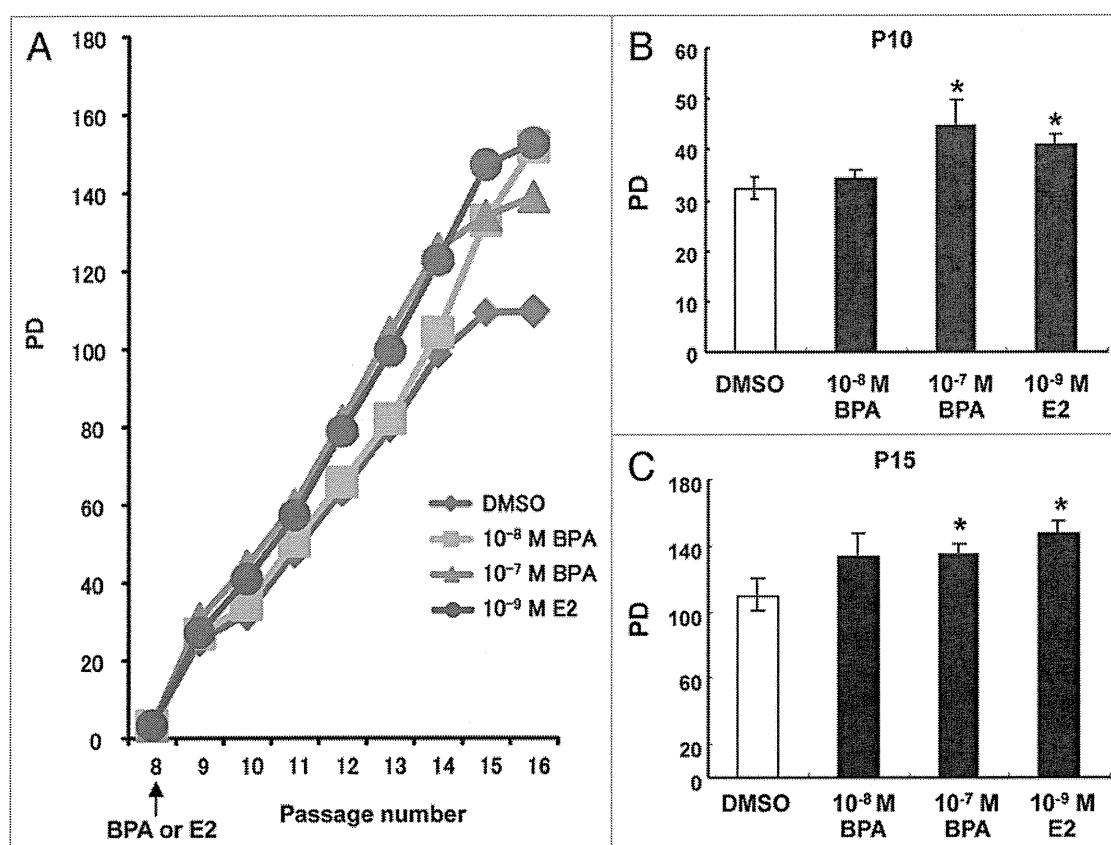 A
180
160
140
120
100
80
60
40
20
0
PD
DMSO
10⁻⁸ M BPA
10⁻⁷ M BPA
10⁻⁹ M E2
8 9 10 11 12 13 14 15 16
Passage number
BPA or E2
B
P10
60
50
40
30
20
10
0
PD
* *
DMSO 10⁻⁸ M 10⁻⁷ M 10⁻⁹ M
BPA BPA E2
C
P15
180
140
100
60
20
0
PD
* *
DMSO 10⁻⁸ M 10⁻⁷ M 10⁻⁹ M
BPA BPA E2